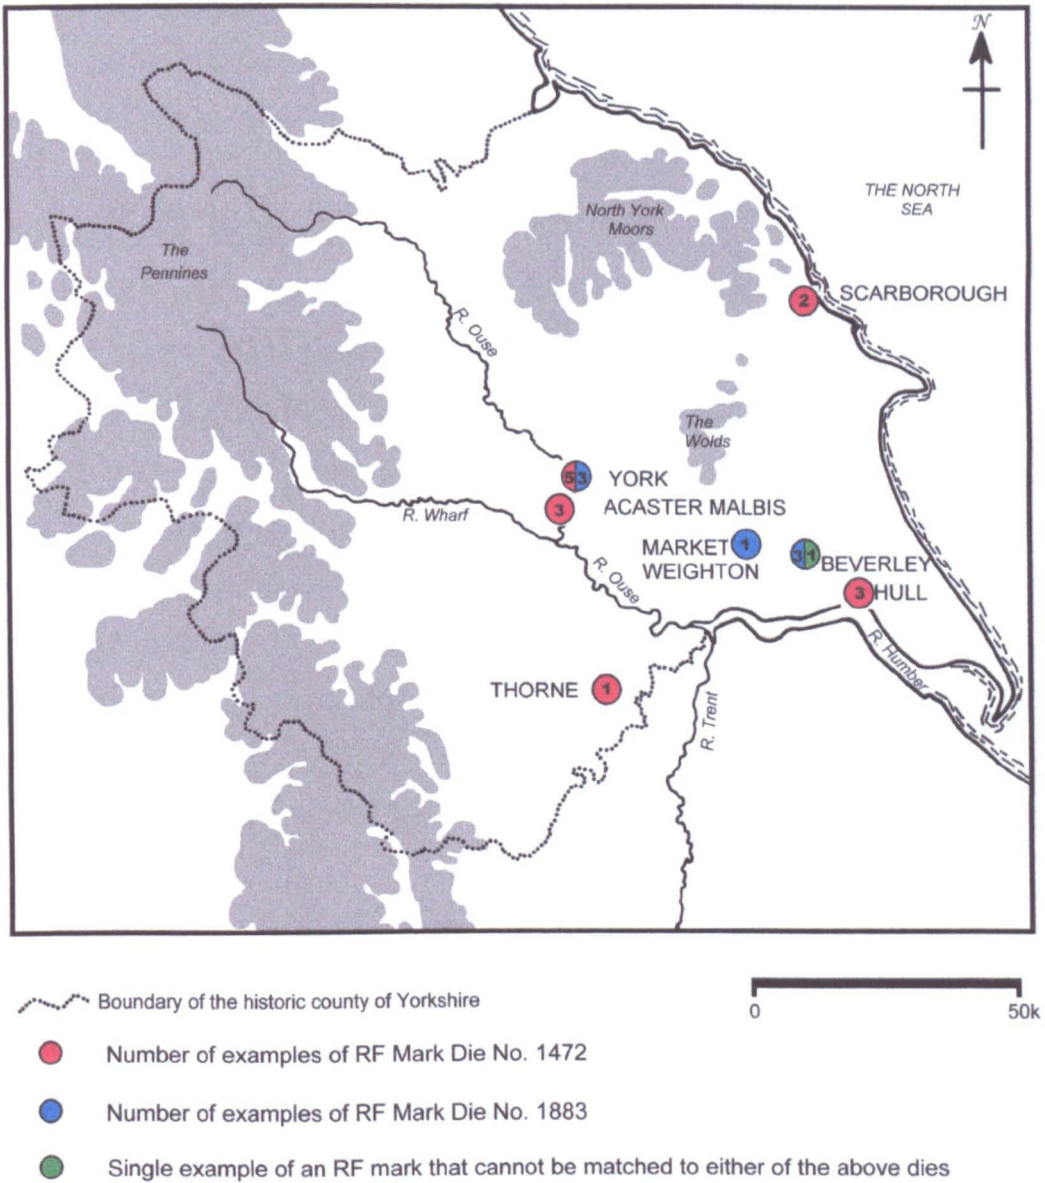 N
THE NORTH
SEA
North York
Moors
The
Pennines
2
SCARBOROUGH
R. Ouse
The
Wolds
5 3
YORK
3
ACASTER MALBIS
R. Wharf
MARKET
WEIGHTON
1
3 1
BEVERLEY
R. Ouse
3
HULL
R. Humber
THORNE
1
R. Trent
Boundary of the historic county of Yorkshire
0
50k
Number of examples of RF Mark Die No. 1472
Number of examples of RF Mark Die No. 1883
Single example of an RF mark that cannot be matched to either of the above dies